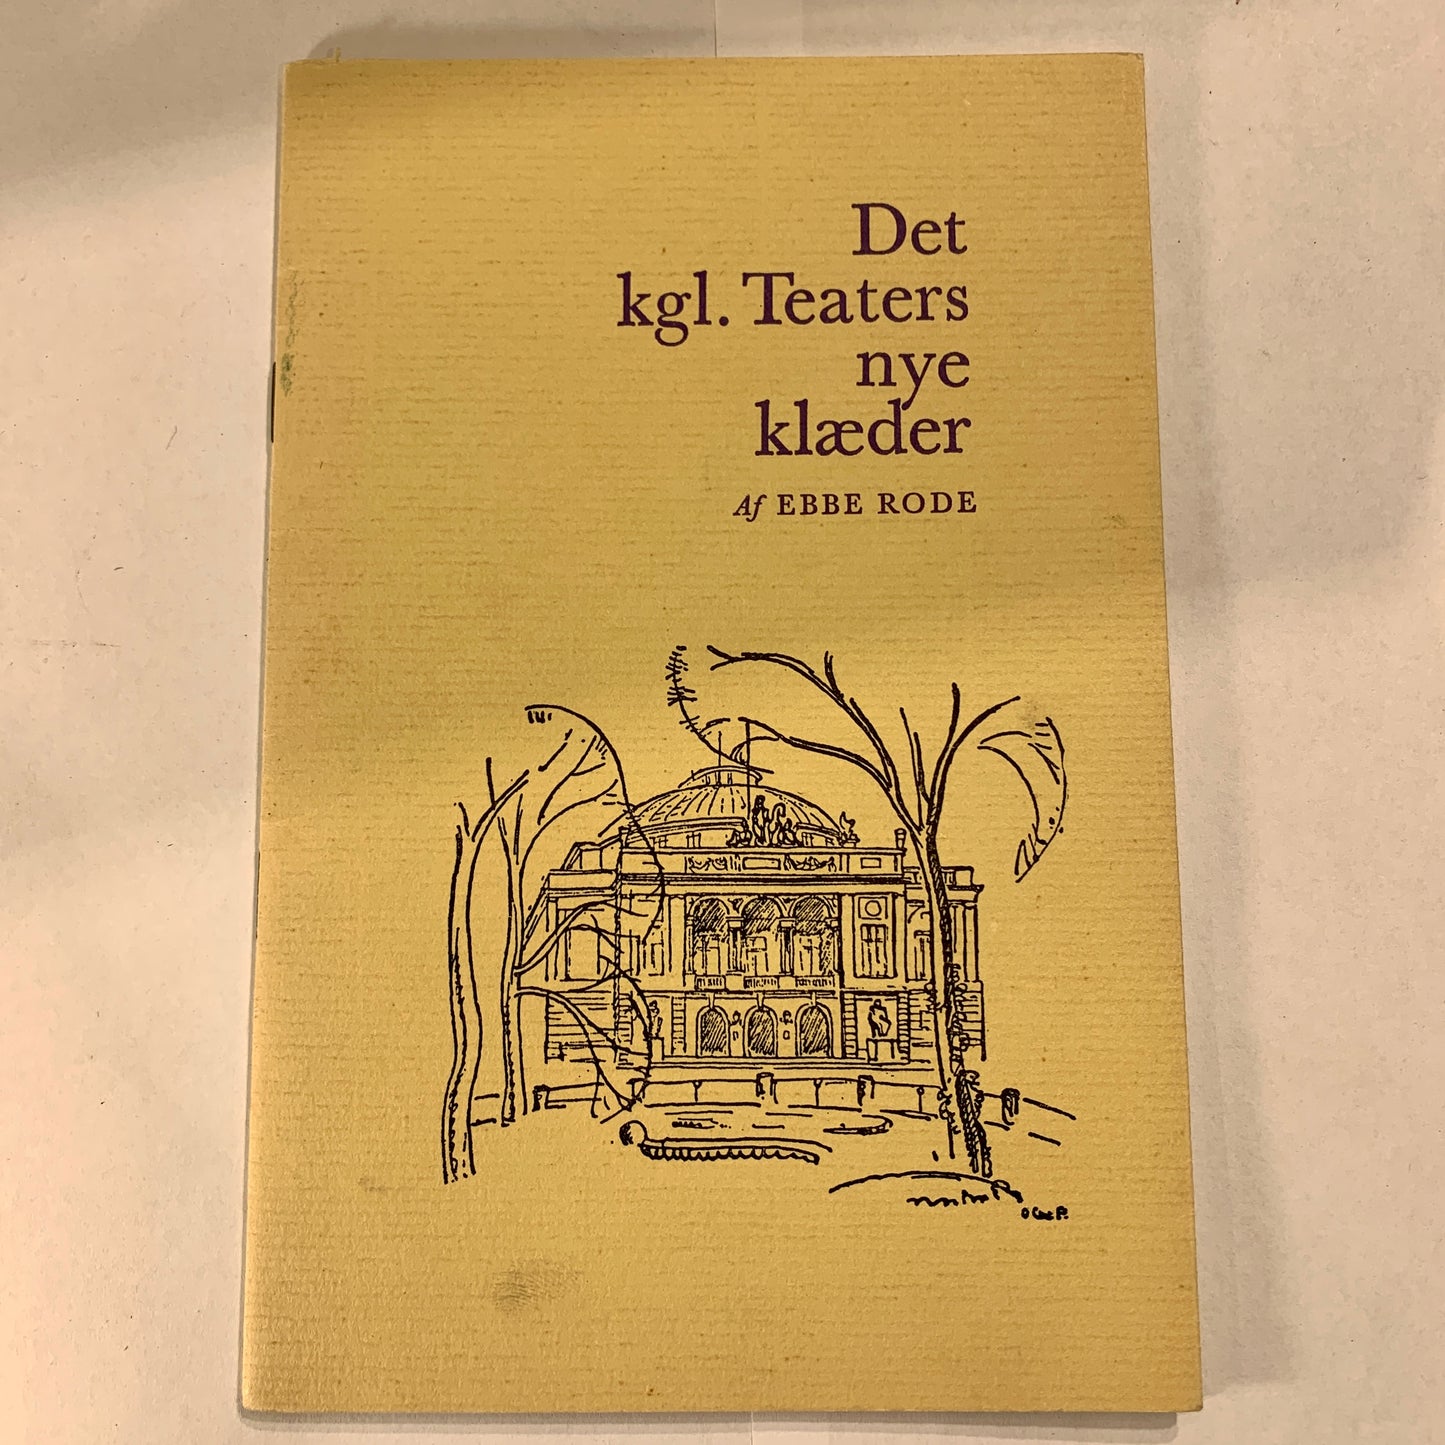 Det
kgl. Teaters
nye
klæder
Af EBBE RODE